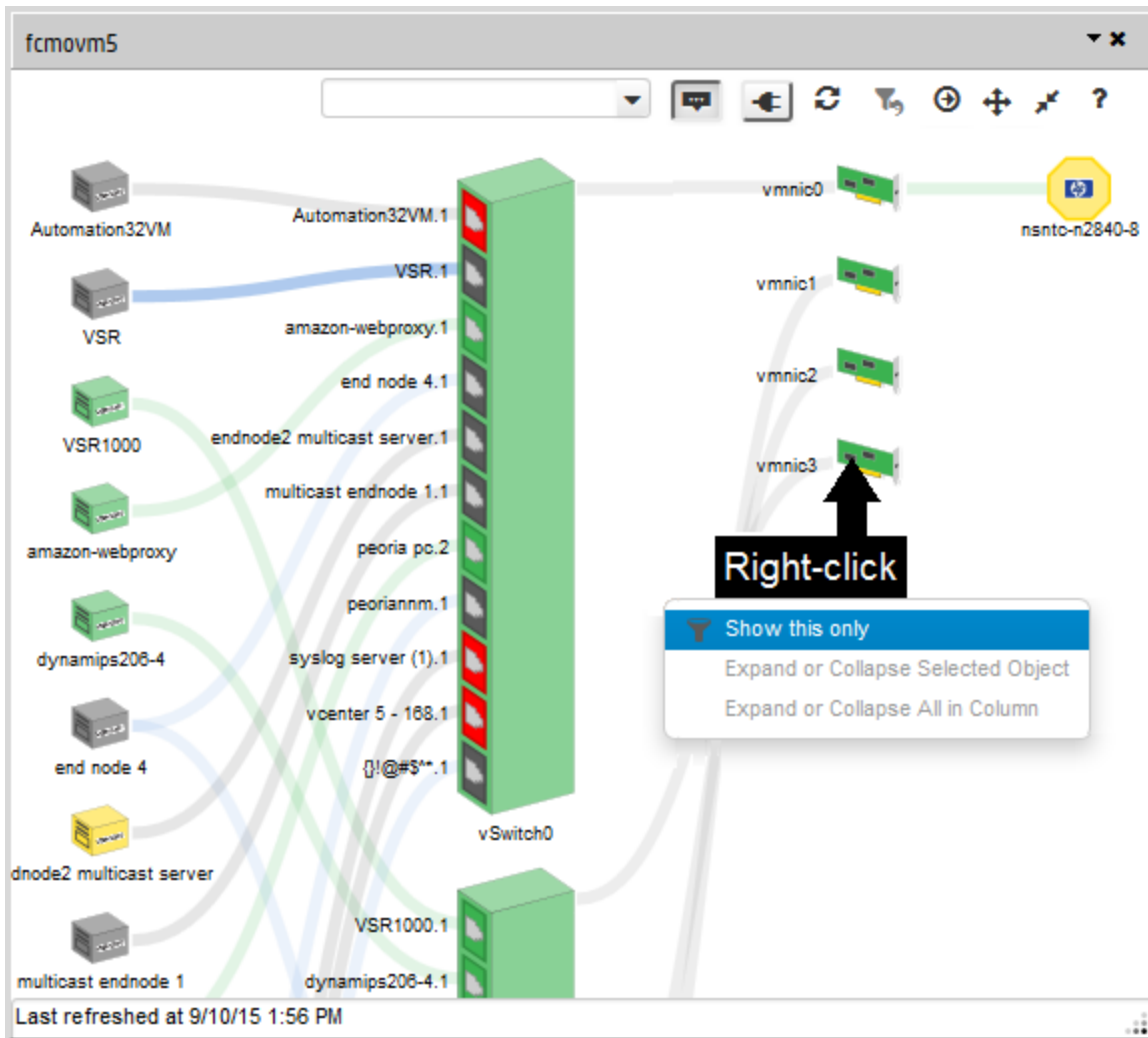 fcmovm5
Automation32VM
VSR
VSR1000
amazon-webproxy
dynamips206-4
end node 4
dnode2 multicast server
multicast endnode 1
Automation32VM.1
VSR.1
amazon-webproxy.1
end node 4.1
endnode2 multicast server.1
multicast endnode 1.1
peoria pc.2
peoriannm.1
syslog server (1).1
vcenter 5 - 168.1
{}!@#$^*.1
vSwitch0
VSR1000.1
dynamips206-4.1
vmnic0
vmnic1
vmnic2
vmnic3
nsntc-n2840-8
Right-click
Show this only
Expand or Collapse Selected Object
Expand or Collapse All in Column
Last refreshed at 9/10/15 1:56 PM